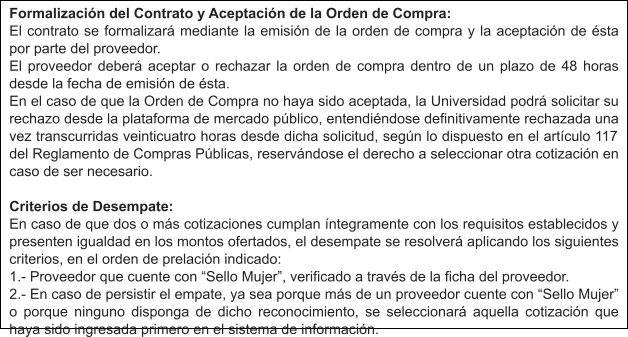 Formalización del Contrato y Aceptación de la Orden de Compra:
El contrato se formalizará mediante la emisión de la orden de compra y la aceptación de ésta
por parte del proveedor.
El proveedor deberá aceptar o rechazar la orden de compra dentro de un plazo de 48 horas
desde la fecha de emisión de ésta.
En el caso de que la Orden de Compra no haya sido aceptada, la Universidad podrá solicitar su
rechazo desde la plataforma de mercado público, entendiéndose definitivamente rechazada una
vez transcurridas veinticuatro horas desde dicha solicitud, según lo dispuesto en el artículo 117
del Reglamento de Compras Públicas, reservándose el derecho a seleccionar otra cotización en
caso de ser necesario.
Criterios de Desempate:
En caso de que dos o más cotizaciones cumplan íntegramente con los requisitos establecidos y
presenten igualdad en los montos ofertados, el desempate se resolverá aplicando los siguientes
criterios, en el orden de prelación indicado:
1.- Proveedor que cuente con “Sello Mujer”, verificado a través de la ficha del proveedor.
2.- En caso de persistir el empate, ya sea porque más de un proveedor cuente con “Sello Mujer”
o porque ninguno disponga de dicho reconocimiento, se seleccionará aquella cotización que
haya sido ingresada primero en el sistema de información.